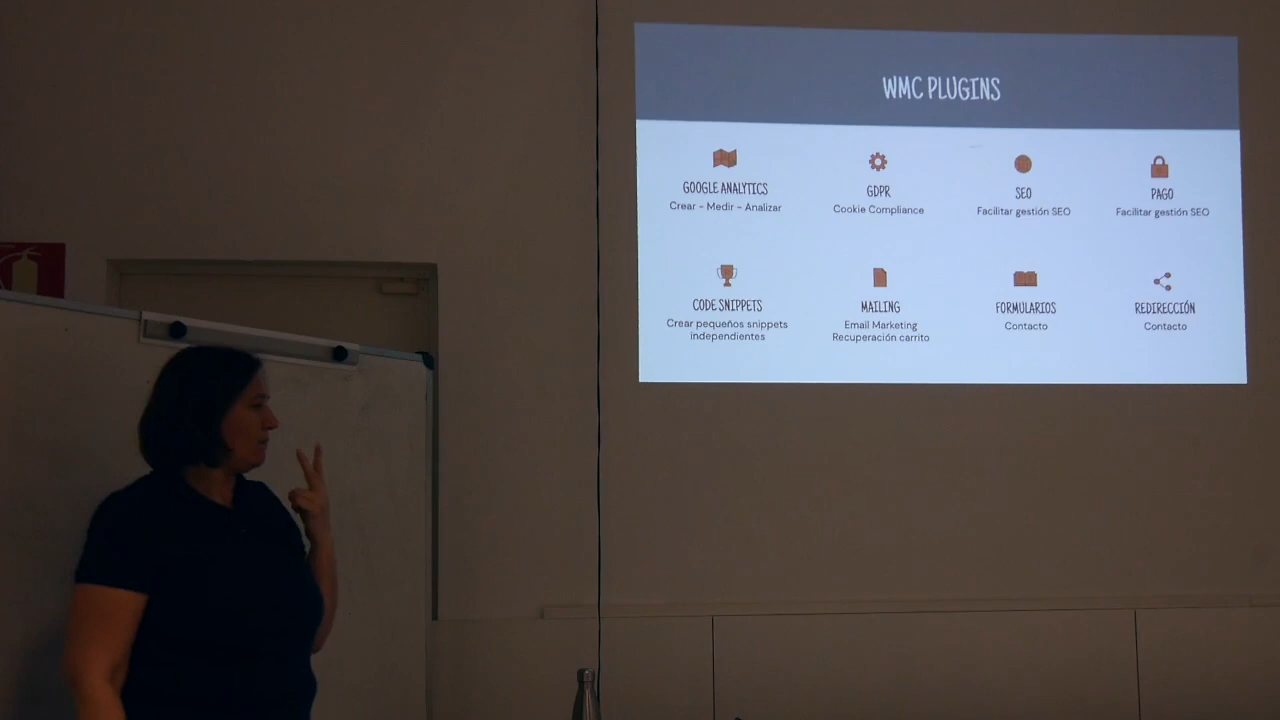 WMC PLUGINS
GOOGLE ANALYTICS
Crear - Medir - Analizar
GDPR
Cookie Compliance
SEO
Facilitar gestión SEO
PAGO
Facilitar gestión SEO
CODE SNIPPETS
Crear pequeños snippets
independientes
MAILING
Email Marketing
Recuperación carrito
FORMULARIOS
Contacto
REDIRECCIÓN
Contacto